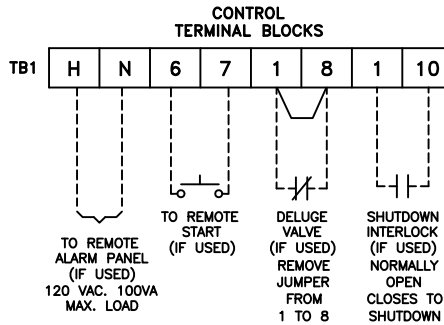 CONTROL
TERMINAL BLOCKS
TB1 H N 6 7 1 8 1 10
TO REMOTE
ALARM PANEL
(IF USED)
120 VAC. 100VA
MAX. LOAD
TO REMOTE
START
(IF USED)
DELUGE
VALVE
(IF USED)
REMOVE
JUMPER
FROM
1 TO 8
SHUTDOWN
INTERLOCK
(IF USED)
NORMALLY
OPEN
CLOSES TO
SHUTDOWN